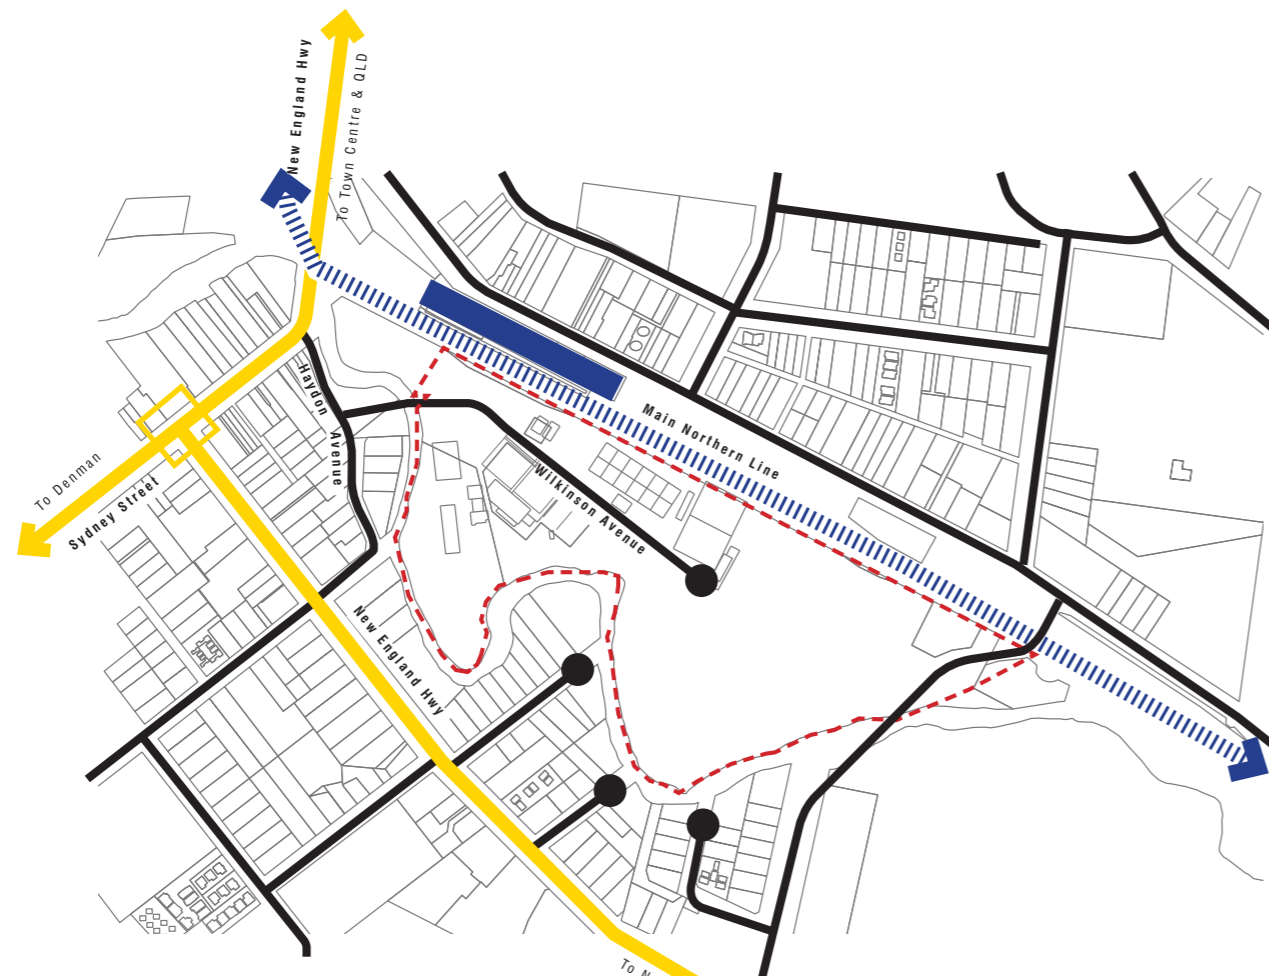 New England Hwy
To Town Centre & QLD
Haydon Avenue
To Denman
Sydney Street
Main Northern Line
Wilkinson Avenue
New England Hwy
To